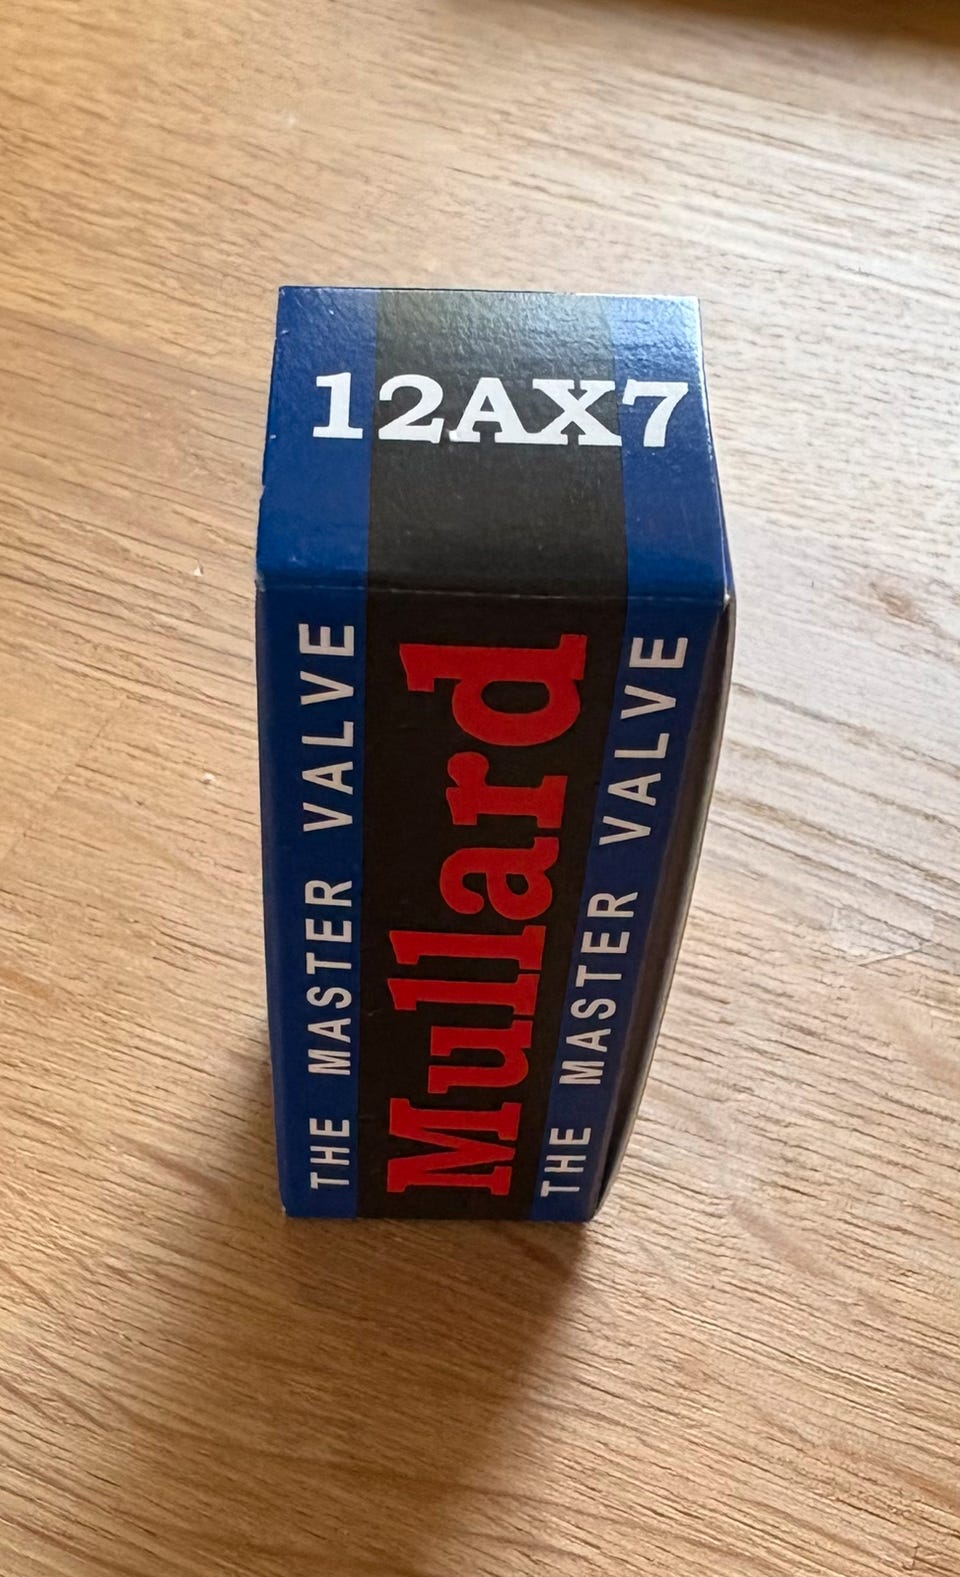 12AX7
THE MASTER VALVE
Mullard
THE MASTER VALVE